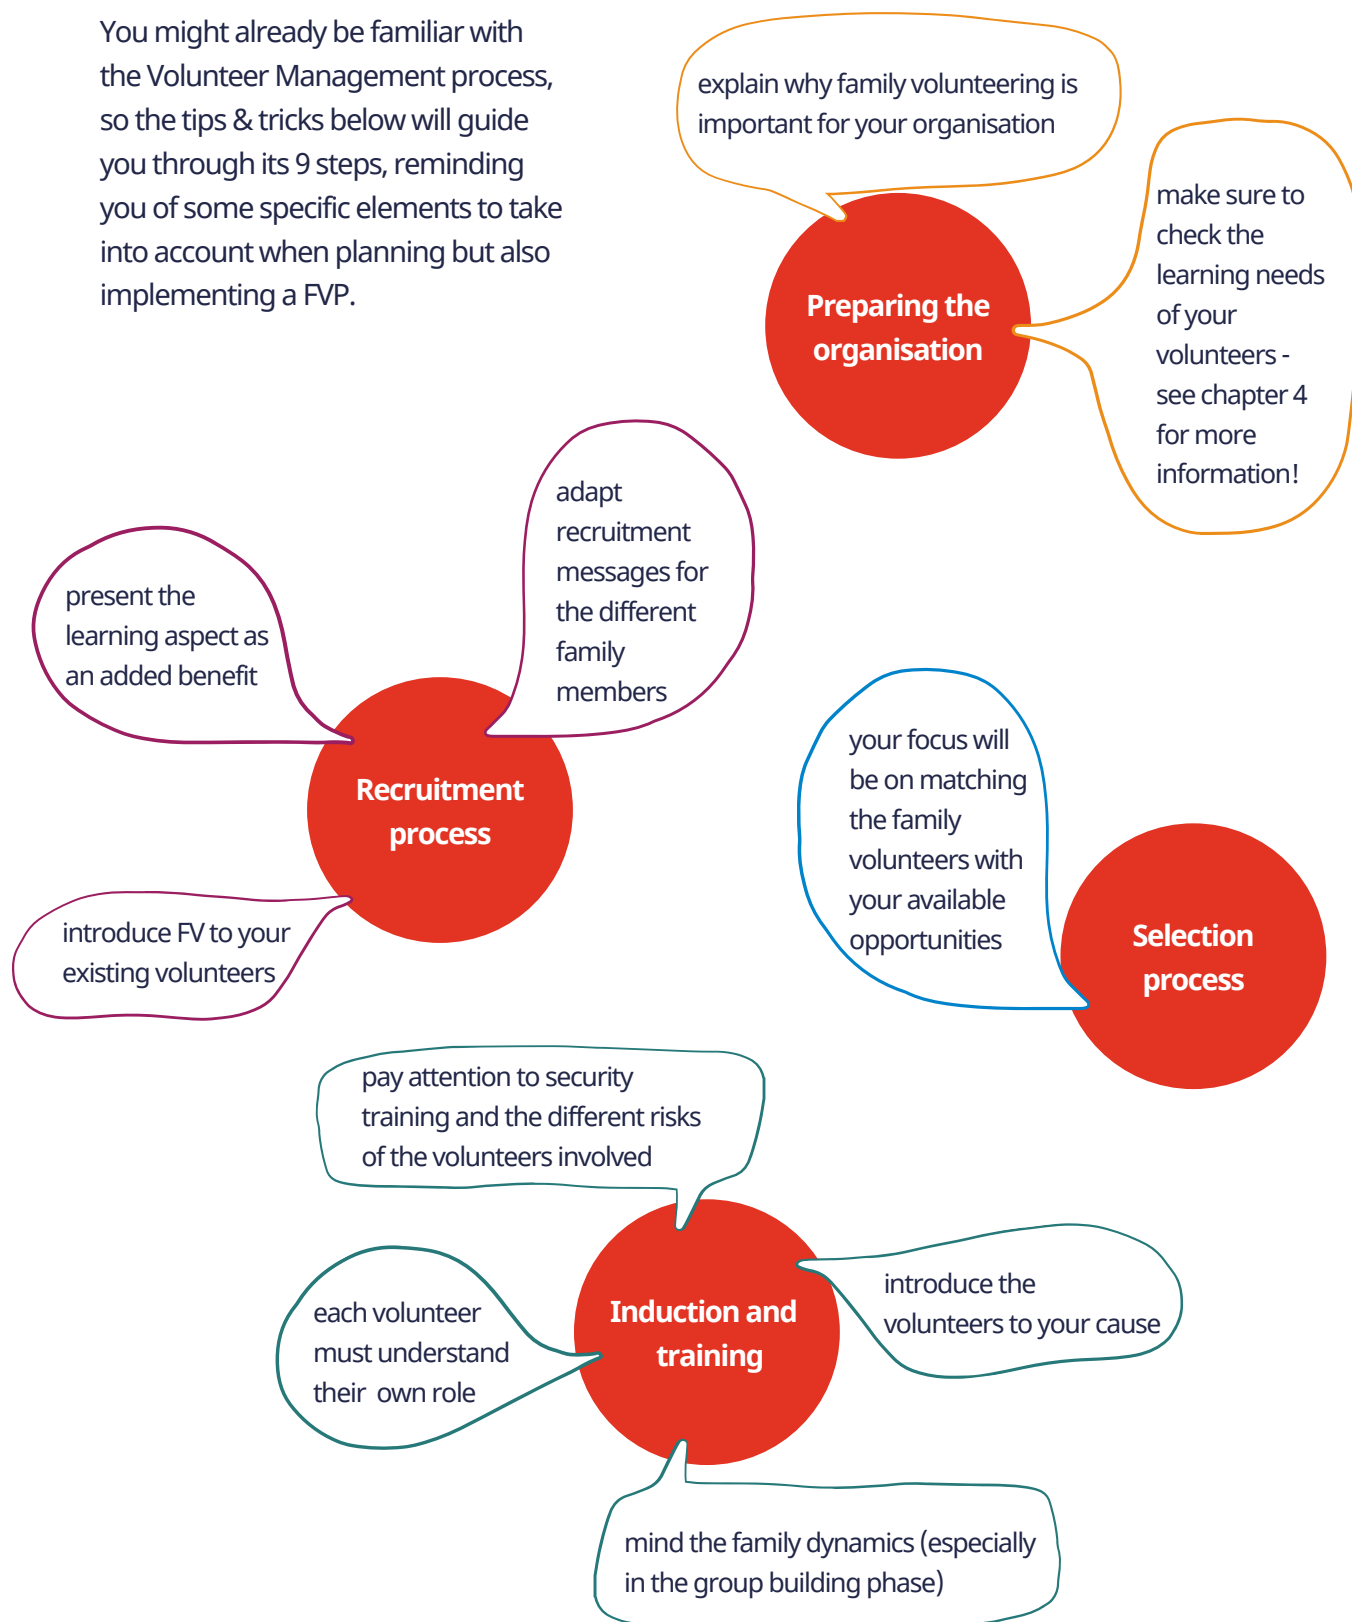 You might already be familiar with
the Volunteer Management process,
so the tips & tricks below will guide
you through its 9 steps, reminding
you of some specific elements to take
into account when planning but also
implementing a FVP.
explain why family volunteering is
important for your organisation
make sure to
check the
learning needs
of your
volunteers -
see chapter 4
for more
information!
Preparing the
organisation
adapt
recruitment
messages for
the different
family
members
present the
learning aspect as
an added benefit
Recruitment
process
introduce FV to your
existing volunteers
your focus will
be on matching
the family
volunteers with
your available
opportunities
Selection
process
pay attention to security
training and the different risks
of the volunteers involved
introduce the
volunteers to your cause
each volunteer
must understand
their  own role
Induction and
training
mind the family dynamics (especially
in the group building phase)